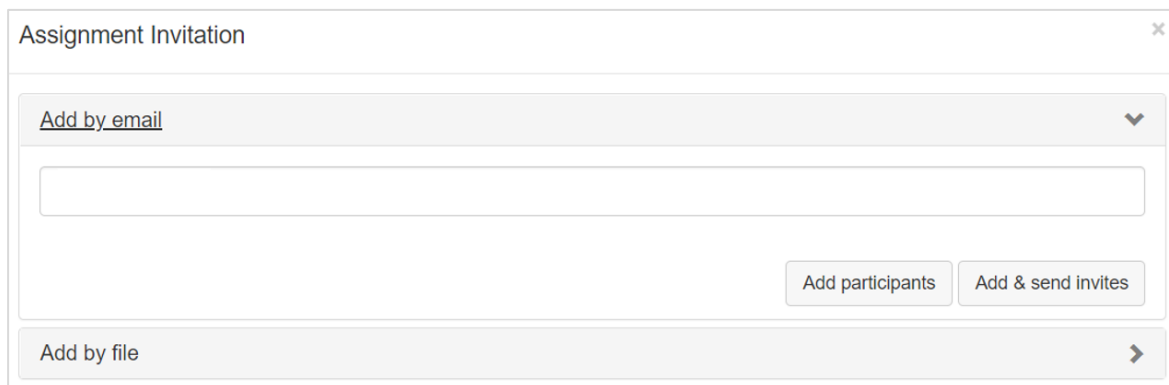 Assignment Invitation
Add by email
Add participants Add & send invites
Add by file